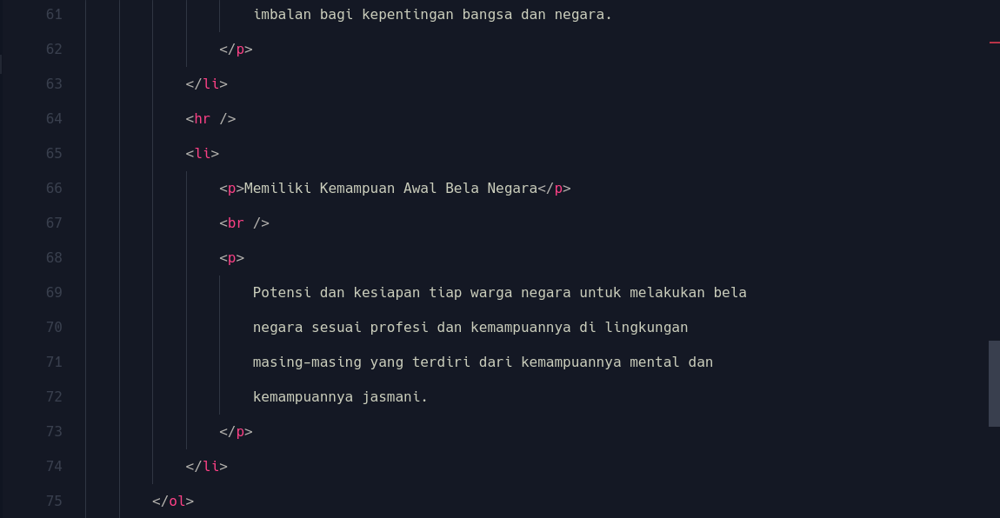 61 imbalan bagi kepentingan bangsa dan negara.
62 </p>
63 </li>
64 <hr />
65 <li>
66 <p>Memiliki Kemampuan Awal Bela Negara</p>
67 <br />
68 <p>
69 Potensi dan kesiapan tiap warga negara untuk melakukan bela
70 negara sesuai profesi dan kemampuannya di lingkungan
71 masing-masing yang terdiri dari kemampuannya mental dan
72 kemampuannya jasmani.
73 </p>
74 </li>
75 </ol>